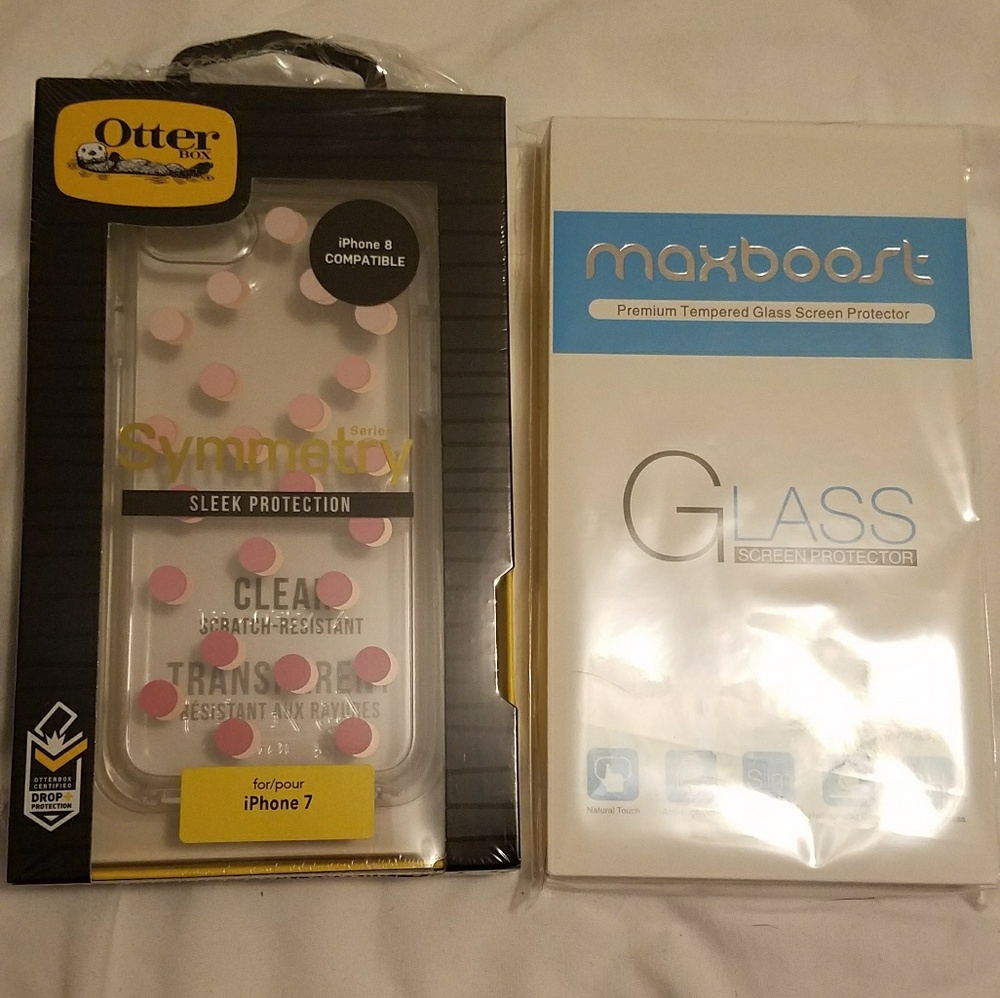 Otter
BOX
iPhone 8
COMPATIBLE
Symmetry
Series
SLEEK PROTECTION
CLEAR
SCRATCH-RESISTANT
TRANSPARENT
RÉSISTANT AUX RAYURES
OTTERBOX
CERTIFIED
DROP+
PROTECTION
for/pour
iPhone 7
maxboost
Premium Tempered Glass Screen Protector
GLASS
SCREEN PROTECTOR
Slim
Natural Touch